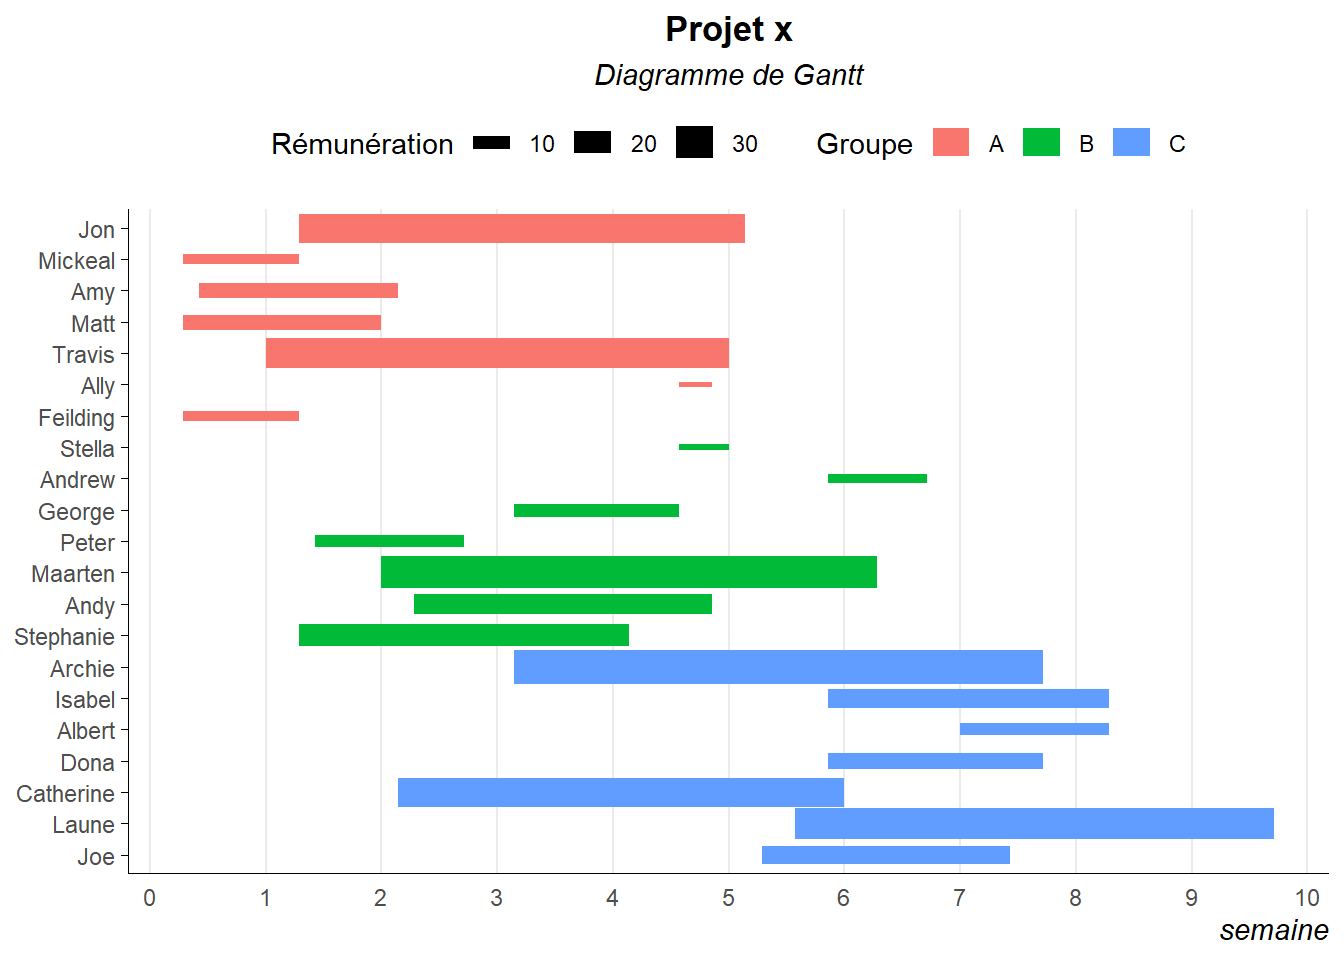 Projet x
Diagramme de Gantt
Rémunération 10 20 30 Groupe A B C
Jon
Mickeal
Amy
Matt
Travis
Ally
Feilding
Stella
Andrew
George
Peter
Maarten
Andy
Stephanie
Archie
Isabel
Albert
Dona
Catherine
Laune
Joe
0 1 2 3 4 5 6 7 8 9 10
semaine